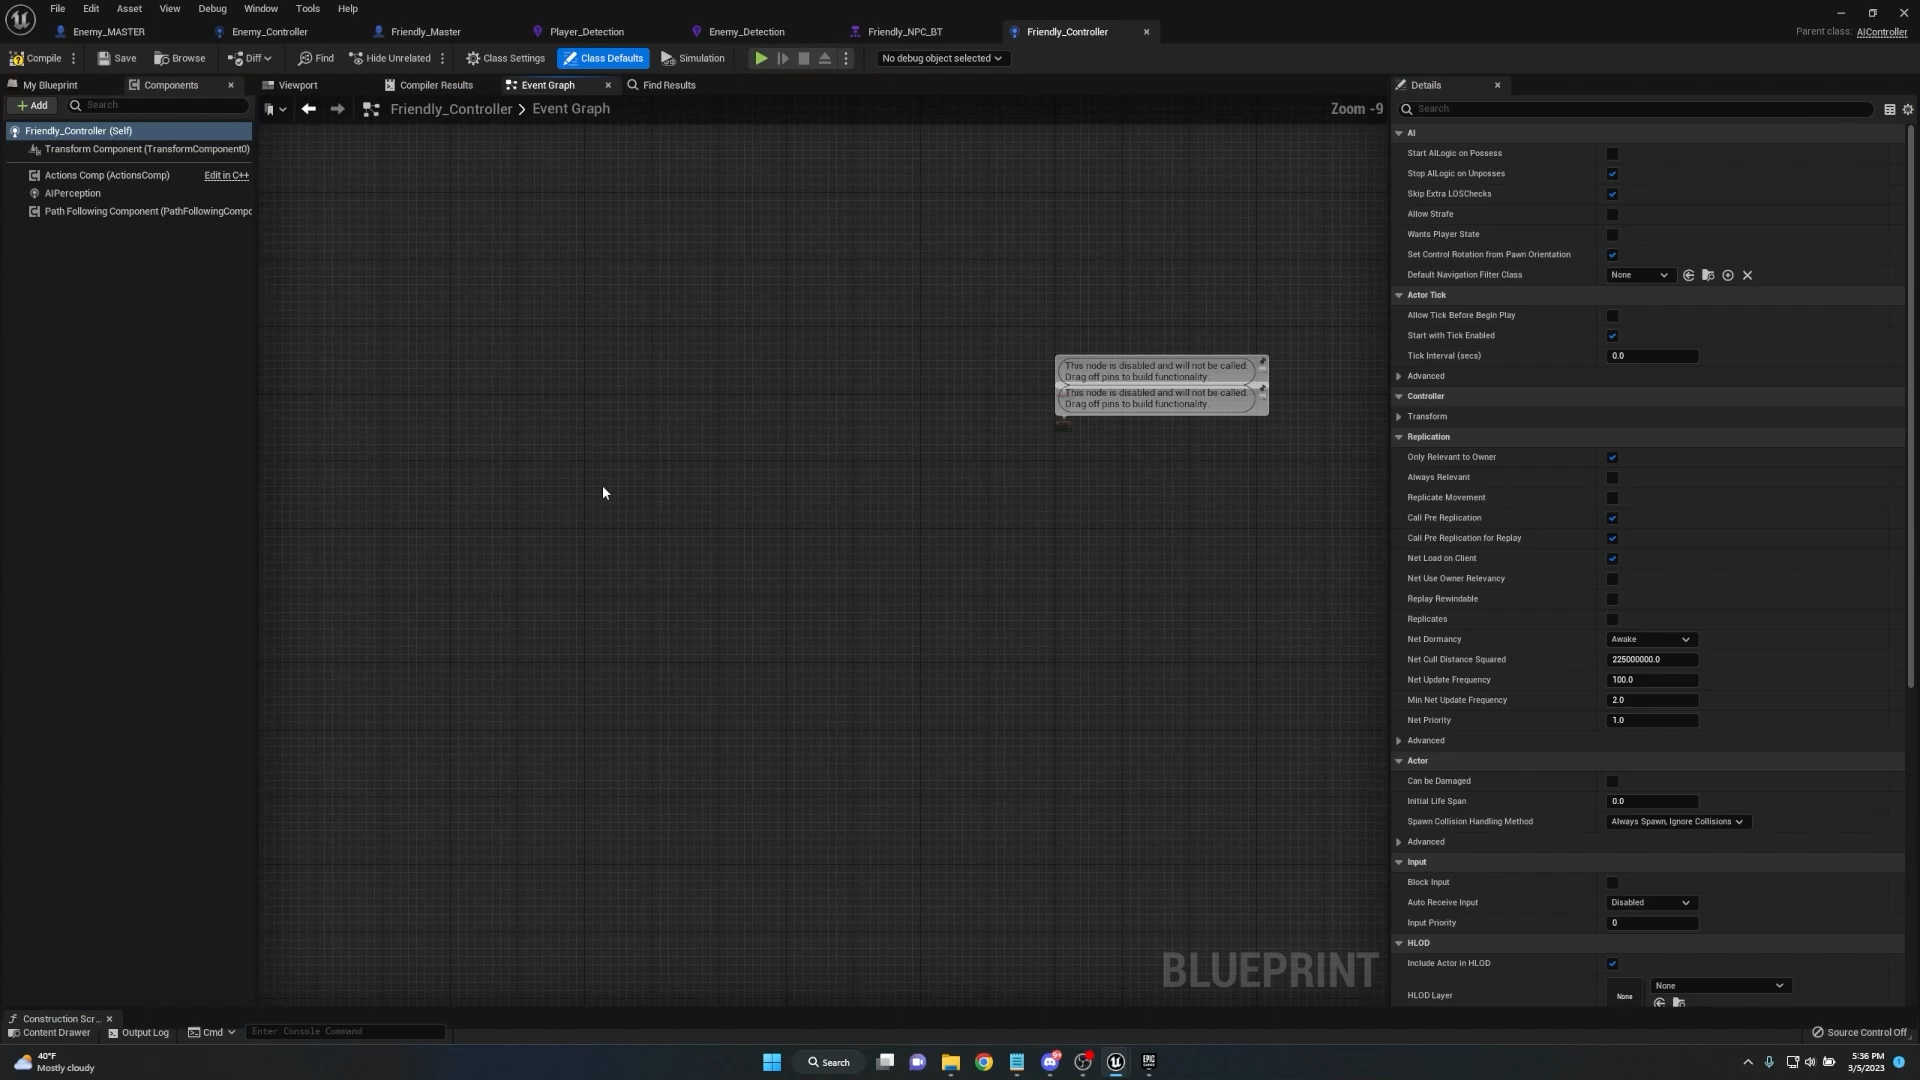 File Edit Asset View Debug Window Tools Help
Enemy_MASTER Enemy_Controller Friendly_Master Player_Detection Enemy_Detection Friendly_NPC_BT Friendly_Controller Parent class: AIController
Compile Save Browse Diff Find Hide Unrelated Class Settings Class Defaults Simulation No debug object selected
My Blueprint Components Viewport Compiler Results Event Graph Find Results Details
Add Search Friendly_Controller > Event Graph Zoom -9 Search
Friendly_Controller (Self)
Transform Component (TransformComponent0)
Actions Comp (ActionsComp) Edit in C++
AIPerception
Path Following Component (PathFollowingCompo
This node is disabled and will not be called.
Drag off pins to build functionality.
This node is disabled and will not be called.
Drag off pins to build functionality.
BLUEPRINT
AI
Start AILogic on Possess
Stop AILogic on Unposses
Skip Extra LOSChecks
Allow Strafe
Wants Player State
Set Control Rotation from Pawn Orientation
Default Navigation Filter Class None
Actor Tick
Allow Tick Before Begin Play
Start with Tick Enabled
Tick Interval (secs) 0.0
Advanced
Controller
Transform
Replication
Only Relevant to Owner
Always Relevant
Replicate Movement
Call Pre Replication
Call Pre Replication for Replay
Net Load on Client
Net Use Owner Relevancy
Replay Rewindable
Replicates
Net Dormancy Awake
Net Cull Distance Squared 225000000.0
Net Update Frequency 100.0
Min Net Update Frequency 2.0
Net Priority 1.0
Advanced
Actor
Can be Damaged
Initial Life Span 0.0
Spawn Collision Handling Method Always Spawn, Ignore Collisions
Advanced
Input
Block Input
Auto Receive Input Disabled
Input Priority 0
HLOD
Include Actor in HLOD
HLOD Layer None None
Construction Scr...
Content Drawer Output Log Cmd Enter Console Command Source Control Off
40°F
Mostly cloudy
Search
5:36 PM
3/5/2023